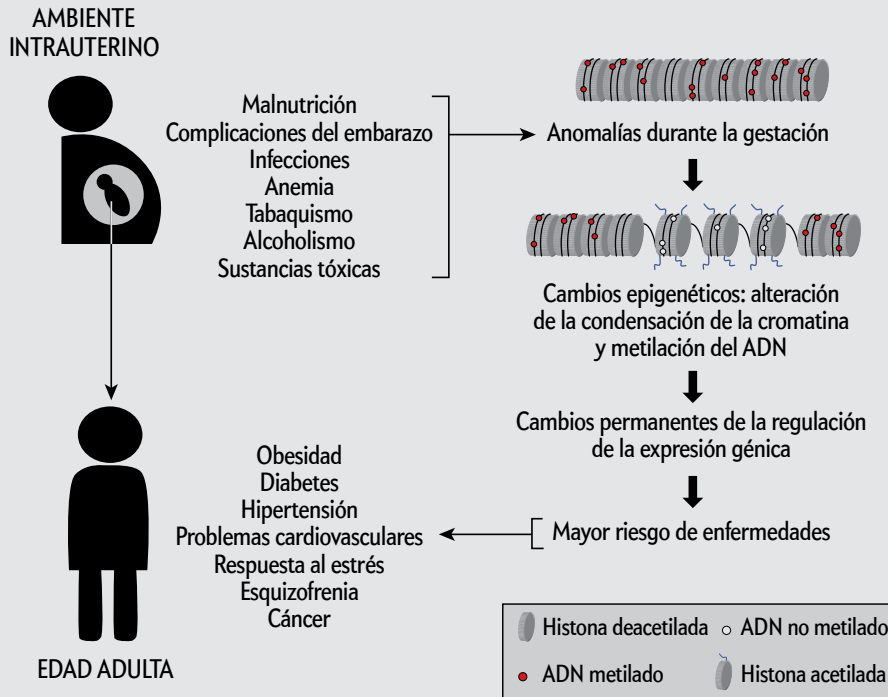 AMBIENTE
INTRAUTERINO
Malnutrición
Complicaciones del embarazo
Infecciones
Anemia
Tabaquismo
Alcoholismo
Sustancias tóxicas
Anomalías durante la gestación
Cambios epigenéticos: alteración
de la condensación de la cromatina
y metilación del ADN
Cambios permanentes de la regulación
de la expresión génica
Mayor riesgo de enfermedades
Obesidad
Diabetes
Hipertensión
Problemas cardiovasculares
Respuesta al estrés
Esquizofrenia
Cáncer
EDAD ADULTA
Histona deacetilada
ADN no metilado
ADN metilado
Histona acetilada